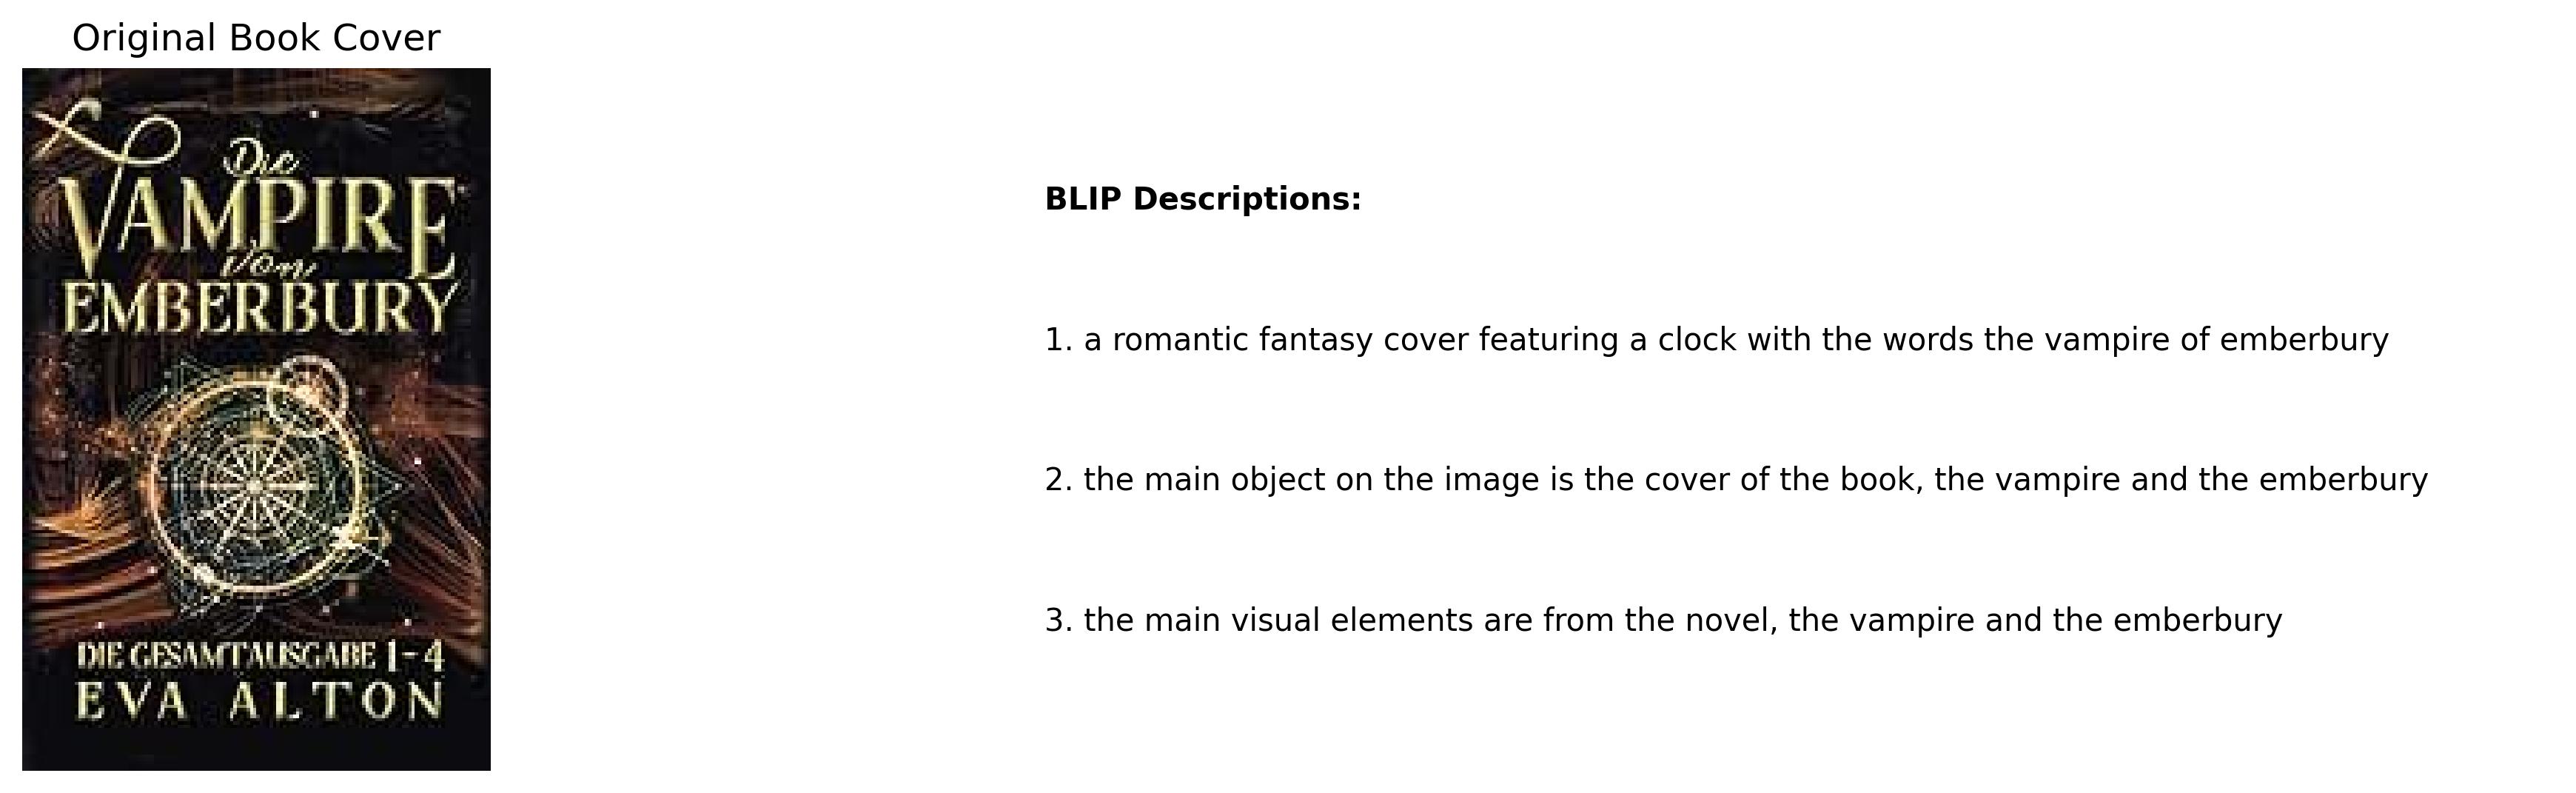 Original Book Cover
Die
VAMPIRE
von
EMBERBURY
DIE GESAMTAUSGABE 1-4
EVA ALTON
BLIP Descriptions:
1. a romantic fantasy cover featuring a clock with the words the vampire of emberbury
2. the main object on the image is the cover of the book, the vampire and the emberbury
3. the main visual elements are from the novel, the vampire and the emberbury